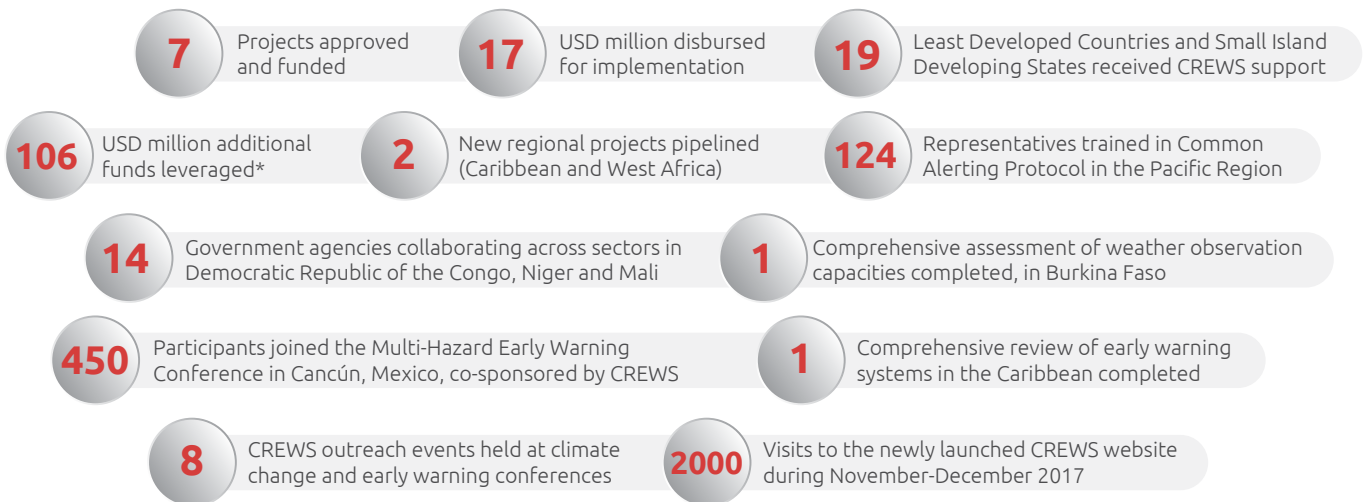 7
Projects approved
and funded
17
USD million disbursed
for implementation
19
Least Developed Countries and Small Island
Developing States received CREWS support
106
USD million additional
funds leveraged*
2
New regional projects pipelined
(Caribbean and West Africa)
124
Representatives trained in Common
Alerting Protocol in the Pacific Region
14
Government agencies collaborating across sectors in
Democratic Republic of the Congo, Niger and Mali
1
Comprehensive assessment of weather observation
capacities completed, in Burkina Faso
450
Participants joined the Multi-Hazard Early Warning
Conference in Cancún, Mexico, co-sponsored by CREWS
1
Comprehensive review of early warning
systems in the Caribbean completed
8
CREWS outreach events held at climate
change and early warning conferences
2000
Visits to the newly launched CREWS website
during November-December 2017